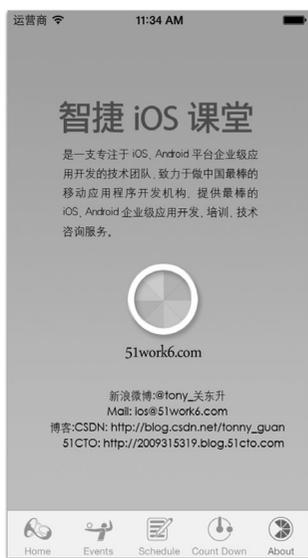 运营商 11:34 AM
智捷 iOS 课堂
是一支专注于 iOS、Android 平台企业级应
用开发的技术团队，致力于做中国最棒的
移动应用程序开发机构，提供最棒的
iOS、Android 企业级应用开发、培训、技术
咨询服务。
51work6.com
新浪微博:@tony_关东升
Mail: ios@51work6.com
博客:CSDN: http://blog.csdn.net/tonny_guan
51CTO: http://2009315319.blog.51cto.com
Home Events Schedule Count Down About